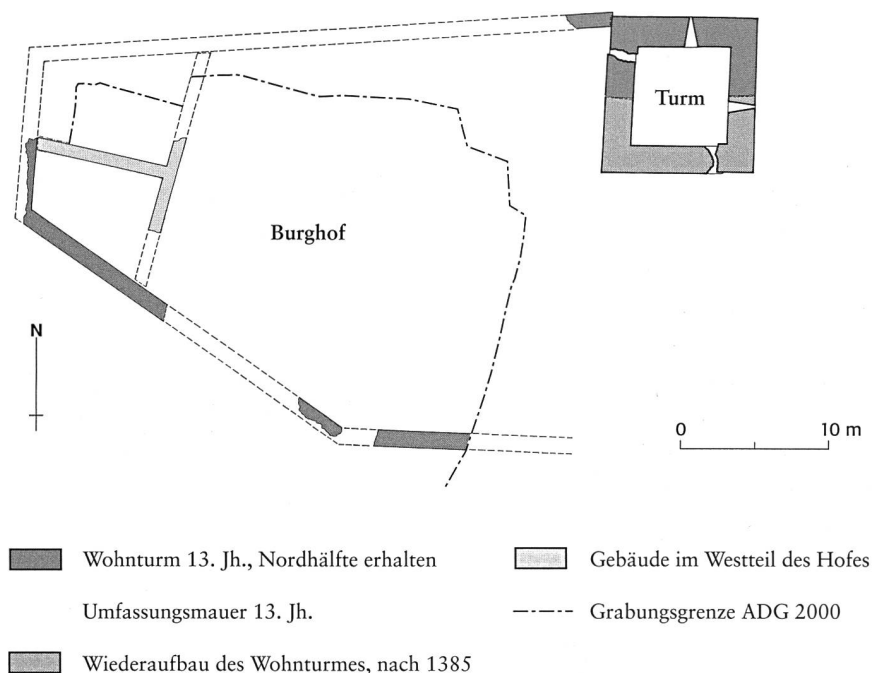 Turm
Burghof
N
0 10 m
Wohnturm 13. Jh., Nordhälfte erhalten
Umfassungsmauer 13. Jh.
Wiederaufbau des Wohnturmes, nach 1385
Gebäude im Westteil des Hofes
Grabungsgrenze ADG 2000